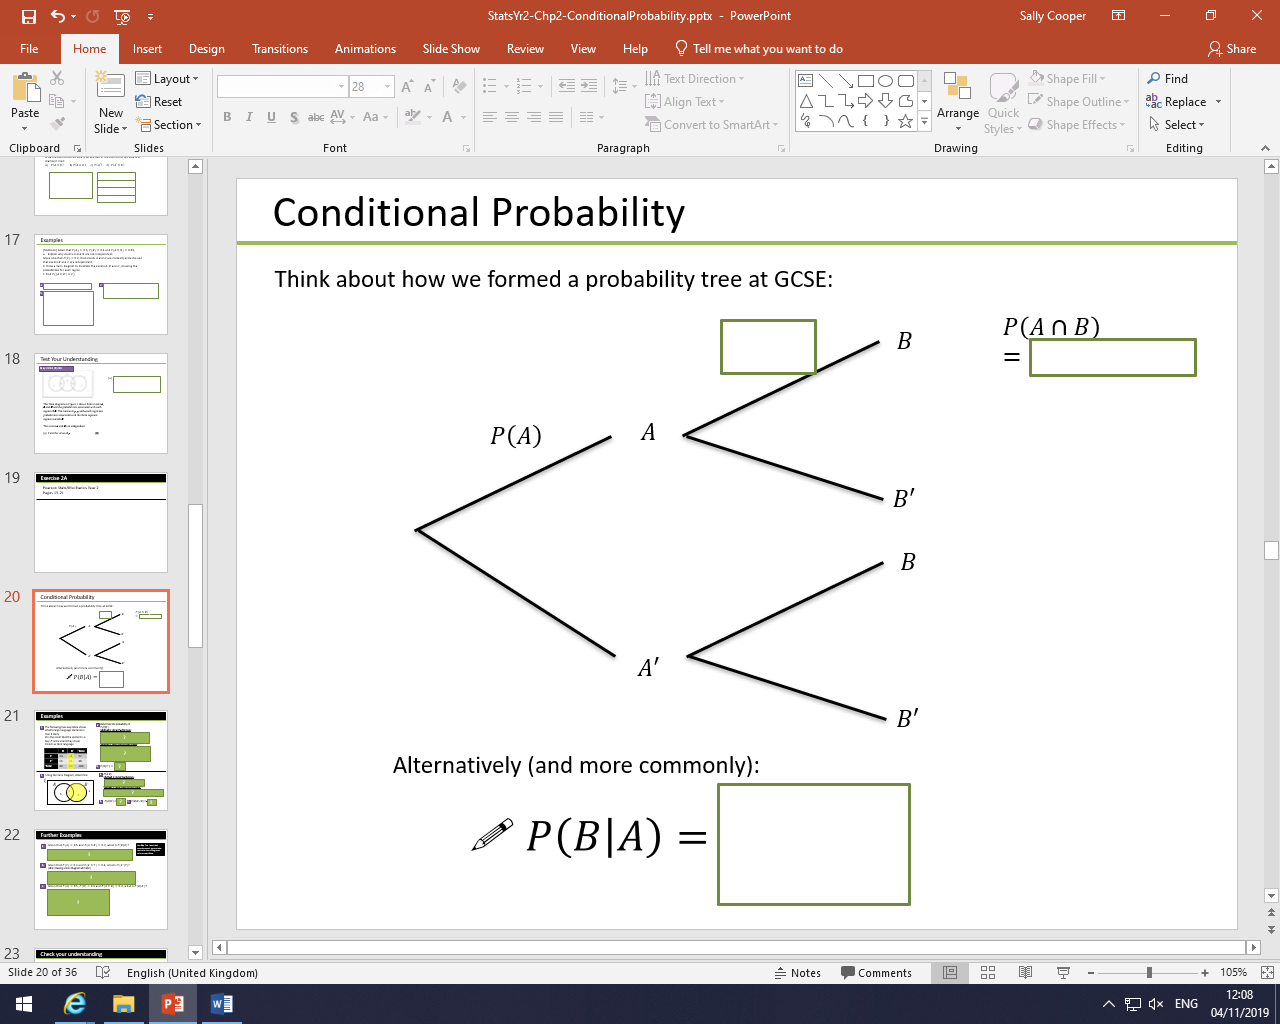 StatsYr2-Chp2-ConditionalProbability.pptx - PowerPoint
Sally Cooper
File Home Insert Design Transitions Animations Slide Show Review View Help Tell me what you want to do Share
Paste
New Slide
Layout
Reset
Section
28
B I U S abc AV Aa A
Text Direction
Align Text
Convert to SmartArt
Arrange
Quick Styles
Shape Fill
Shape Outline
Shape Effects
Find
Replace
Select
Clipboard Slides Font Paragraph Drawing Editing
17
Examples
18
Test Your Understanding
19
Exercise 2A
20
Conditional Probability
21
Examples
22
Further Examples
23
Check your understanding
Conditional Probability
Think about how we formed a probability tree at GCSE:
P(A ∩ B)
=
B
P(A)
A
B′
B
A′
B′
Alternatively (and more commonly):
P(B|A) =
Slide 20 of 36 English (United Kingdom) Notes Comments 105%
ENG
12:08
04/11/2019